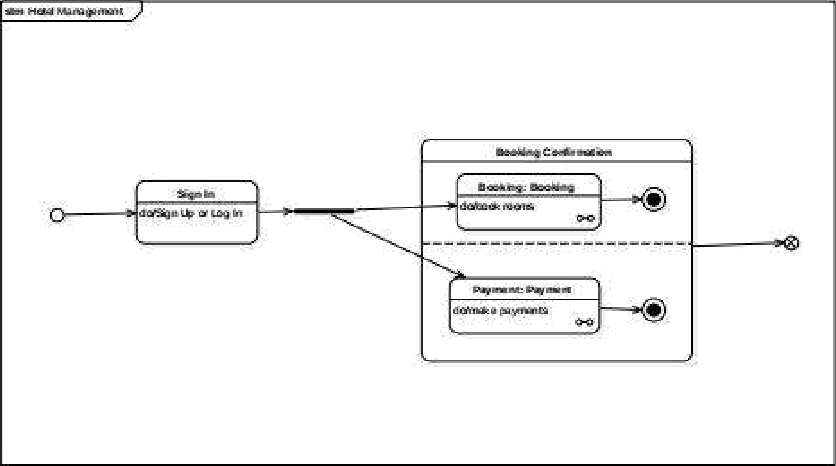 stm Hotel Management
Booking Confirmation
Sign In
do/Sign Up or Log In
Booking: Booking
do/book rooms
Payment: Payment
do/make payments